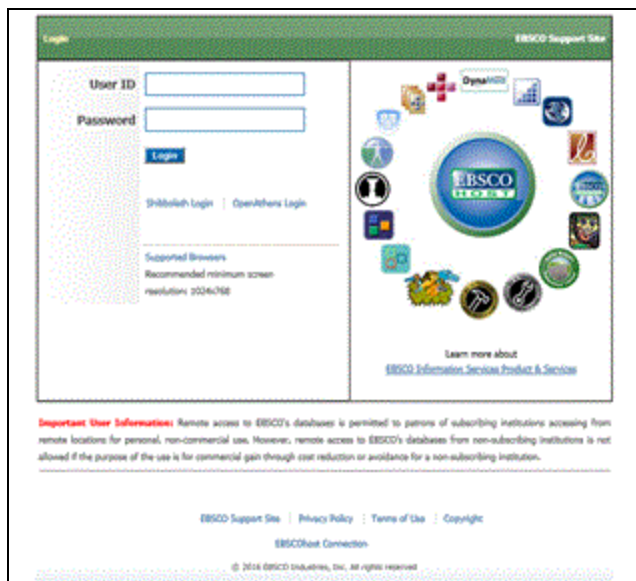 Login
EBSCO Support Site
User ID
Password
Login
Shibboleth Login | OpenAthens Login
Supported Browsers
Recommended minimum screen
resolution: 1024x768
DynaMed
EBSCO
HOST
Learn more about
EBSCO Information Services Product & Services
Important User Information: Remote access to EBSCO's databases is permitted to patrons of subscribing institutions accessing from
remote locations for personal, non-commercial use. However, remote access to EBSCO's databases from non-subscribing institutions is not
allowed if the purpose of the use is for commercial gain through cost reduction or avoidance for a non-subscribing institution.
EBSCO Support Site | Privacy Policy | Terms of Use | Copyright
EBSCOhost Connection
© 2016 EBSCO Industries, Inc. All rights reserved